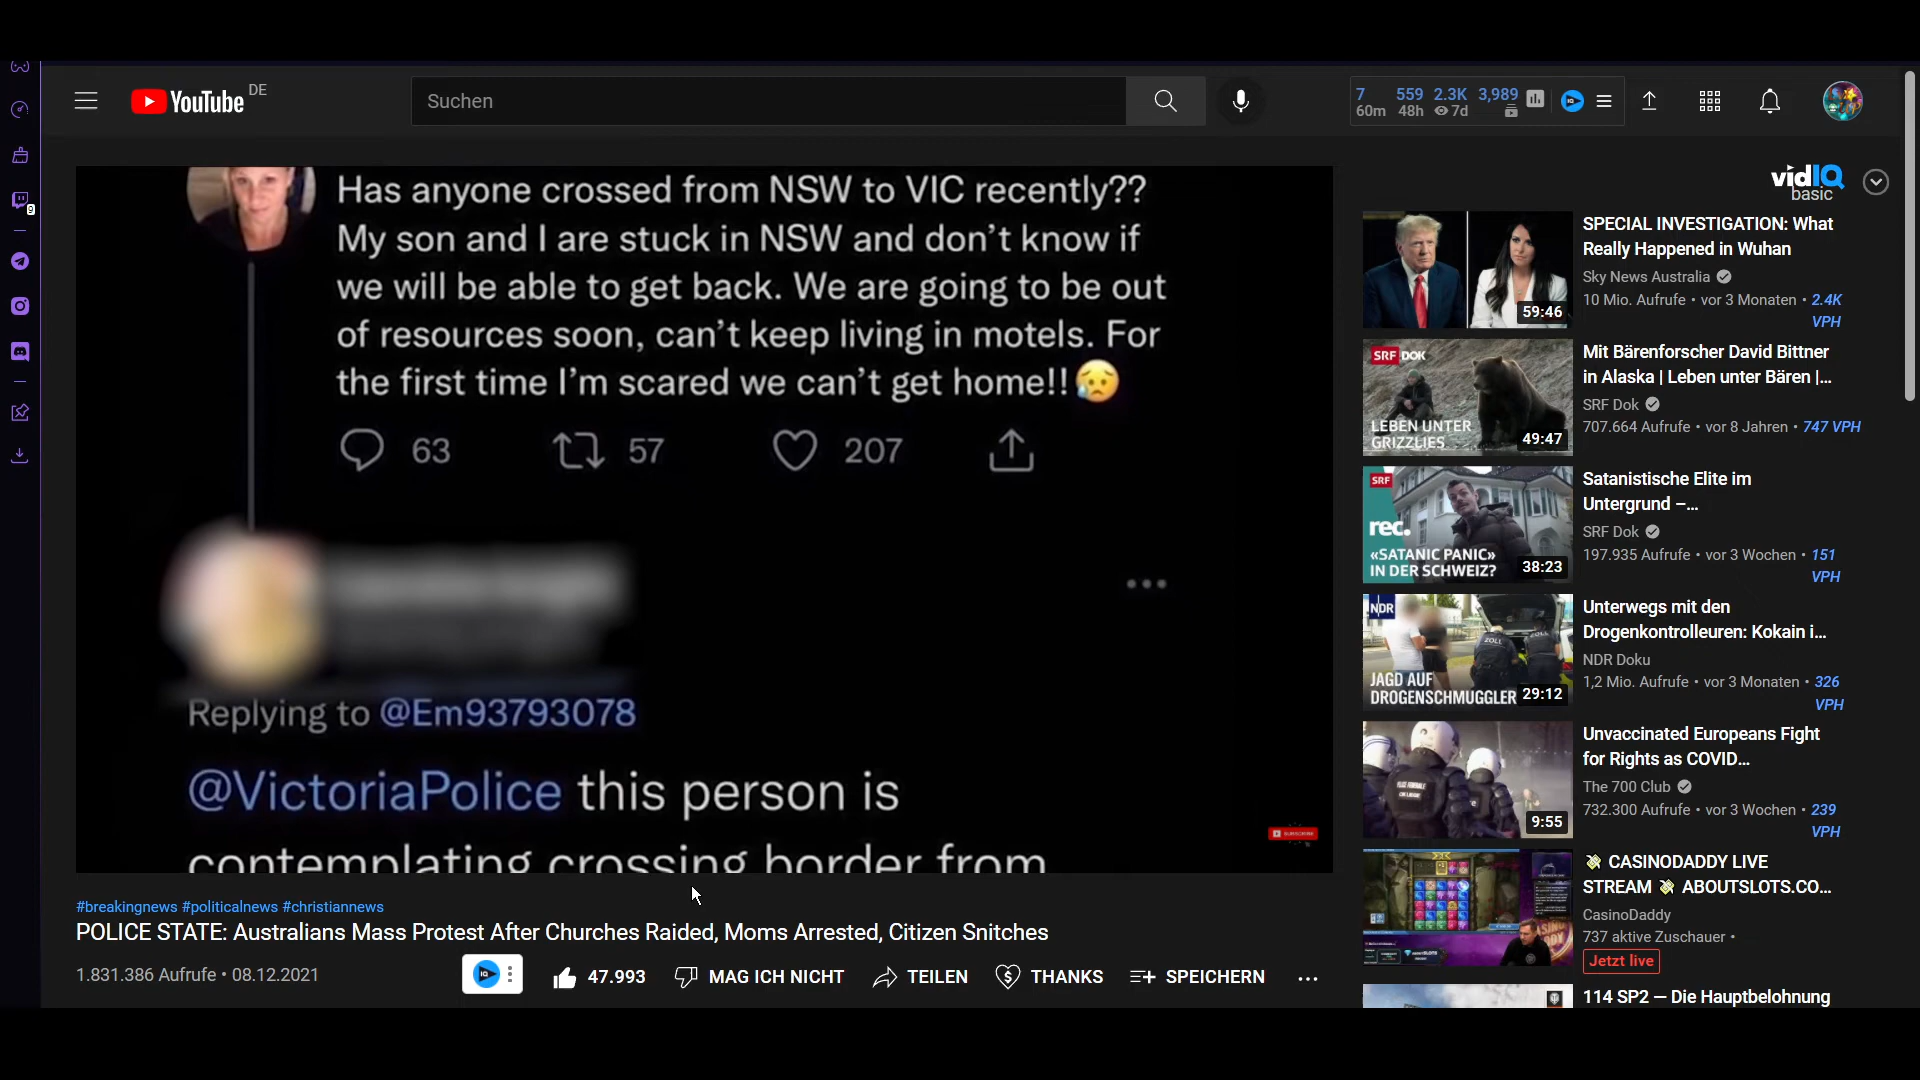 YouTube DE
Suchen
7 559 2.3K 3,989
60m 48h 7d
Has anyone crossed from NSW to VIC recently??
My son and I are stuck in NSW and don't know if
we will be able to get back. We are going to be out
of resources soon, can't keep living in motels. For
the first time I'm scared we can't get home!! 😥
63 57 207
Replying to @Em93793078
@VictoriaPolice this person is
contemplating crossing border from
SUBSCRIBE
#breakingnews #politicalnews #christiannews
POLICE STATE: Australians Mass Protest After Churches Raided, Moms Arrested, Citizen Snitches
1.831.386 Aufrufe • 08.12.2021
47.993 MAG ICH NICHT TEILEN THANKS SPEICHERN
vidIQ
basic
59:46
SPECIAL INVESTIGATION: What
Really Happened in Wuhan
Sky News Australia
10 Mio. Aufrufe • vor 3 Monaten • 2.4K
VPH
SRF DOK
LEBEN UNTER
GRIZZLIES
49:47
Mit Bärenforscher David Bittner
in Alaska | Leben unter Bären |...
SRF Dok
707.664 Aufrufe • vor 8 Jahren • 747 VPH
SRF
rec.
«SATANIC PANIC»
IN DER SCHWEIZ?
38:23
Satanistische Elite im
Untergrund –...
SRF Dok
197.935 Aufrufe • vor 3 Wochen • 151
VPH
NDR
ZOLL ZOLL
JAGD AUF
DROGENSCHMUGGLER
29:12
Unterwegs mit den
Drogenkontrolleuren: Kokain i...
NDR Doku
1,2 Mio. Aufrufe • vor 3 Monaten • 326
VPH
9:55
Unvaccinated Europeans Fight
for Rights as COVID...
The 700 Club
732.300 Aufrufe • vor 3 Wochen • 239
VPH
💸 CASINODADDY LIVE
STREAM 💸 ABOUTSLOTS.CO...
CasinoDaddy
737 aktive Zuschauer •
Jetzt live
114 SP2 — Die Hauptbelohnung